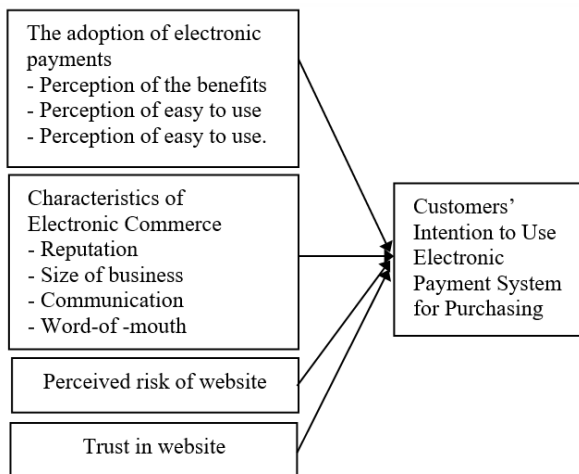 The adoption of electronic
payments
- Perception of the benefits
- Perception of easy to use
- Perception of easy to use.
Characteristics of
Electronic Commerce
- Reputation
- Size of business
- Communication
- Word-of -mouth
Perceived risk of website
Trust in website
Customers’
Intention to Use
Electronic
Payment System
for Purchasing